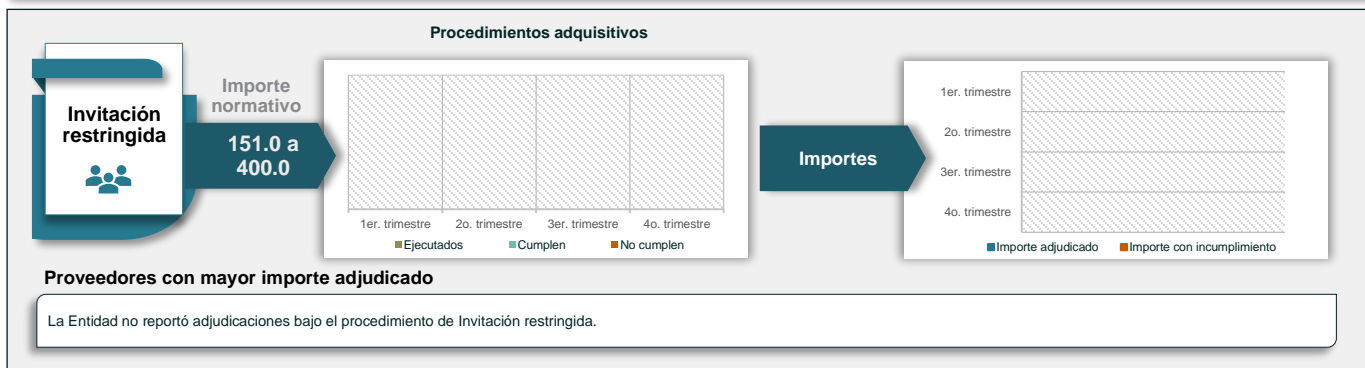 Procedimientos adquisitivos
Invitación
restringida
Importe
normativo
151.0 a
400.0
1er. trimestre 2o. trimestre 3er. trimestre 4o. trimestre
Ejecutados Cumplen No cumplen
Importes
1er. trimestre
2o. trimestre
3er. trimestre
4o. trimestre
Importe adjudicado Importe con incumplimiento
Proveedores con mayor importe adjudicado
La Entidad no reportó adjudicaciones bajo el procedimiento de Invitación restringida.